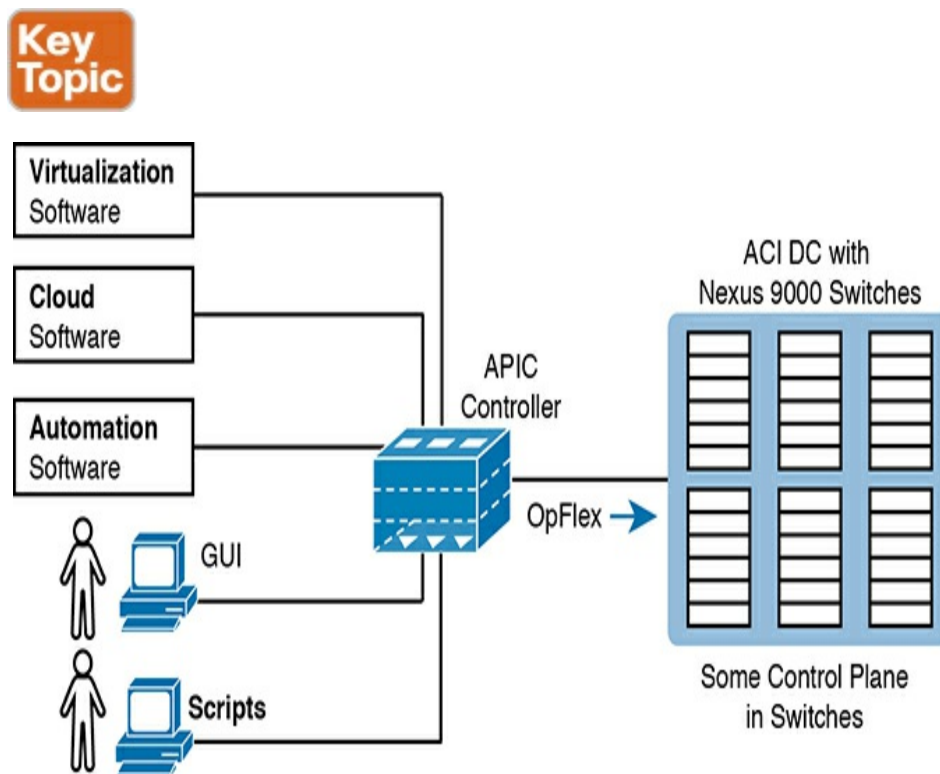 Key
Topic
Virtualization
Software
Cloud
Software
Automation
Software
GUI
Scripts
APIC
Controller
OpFlex
ACI DC with
Nexus 9000 Switches
Some Control Plane
in Switches